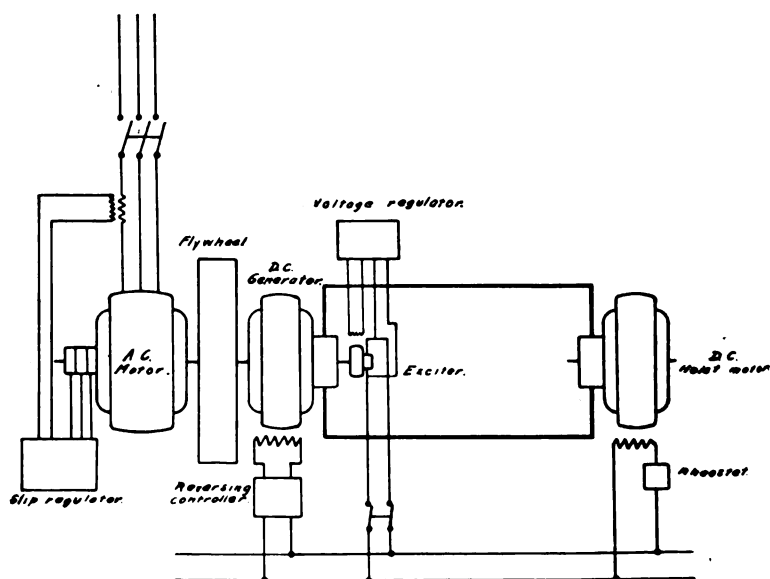 Voltage regulator.
Flywheel
D.C.
Generator.
A.C.
Motor.
Exciter.
D.C.
Hoist motor
Slip regulator.
Reversing
controller.
Rheostat.